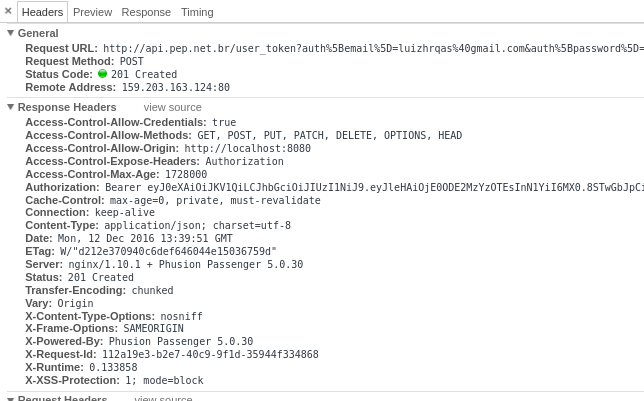 × Headers Preview Response Timing
▼ General
Request URL: http://api.pep.net.br/user_token?auth%5Bemail%5D=luizhrqas%40gmail.com&auth%5Bpassword%5D=
Request Method: POST
Status Code: 201 Created
Remote Address: 159.203.163.124:80
▼ Response Headers view source
Access-Control-Allow-Credentials: true
Access-Control-Allow-Methods: GET, POST, PUT, PATCH, DELETE, OPTIONS, HEAD
Access-Control-Allow-Origin: http://localhost:8080
Access-Control-Expose-Headers: Authorization
Access-Control-Max-Age: 1728000
Authorization: Bearer eyJ0eXAiOiJKV1QiLCJhbGciOiJIUzI1NiJ9.eyJleHAiOjE0ODE2MzYzOTEsInN1YiI6MX0.8STwGbJpCi
Cache-Control: max-age=0, private, must-revalidate
Connection: keep-alive
Content-Type: application/json; charset=utf-8
Date: Mon, 12 Dec 2016 13:39:51 GMT
ETag: W/"d212e370940c6def646044e15036759d"
Server: nginx/1.10.1 + Phusion Passenger 5.0.30
Status: 201 Created
Transfer-Encoding: chunked
Vary: Origin
X-Content-Type-Options: nosniff
X-Frame-Options: SAMEORIGIN
X-Powered-By: Phusion Passenger 5.0.30
X-Request-Id: 112a19e3-b2e7-40c9-9f1d-35944f334868
X-Runtime: 0.133858
X-XSS-Protection: 1; mode=block
▼ Request Headers view source